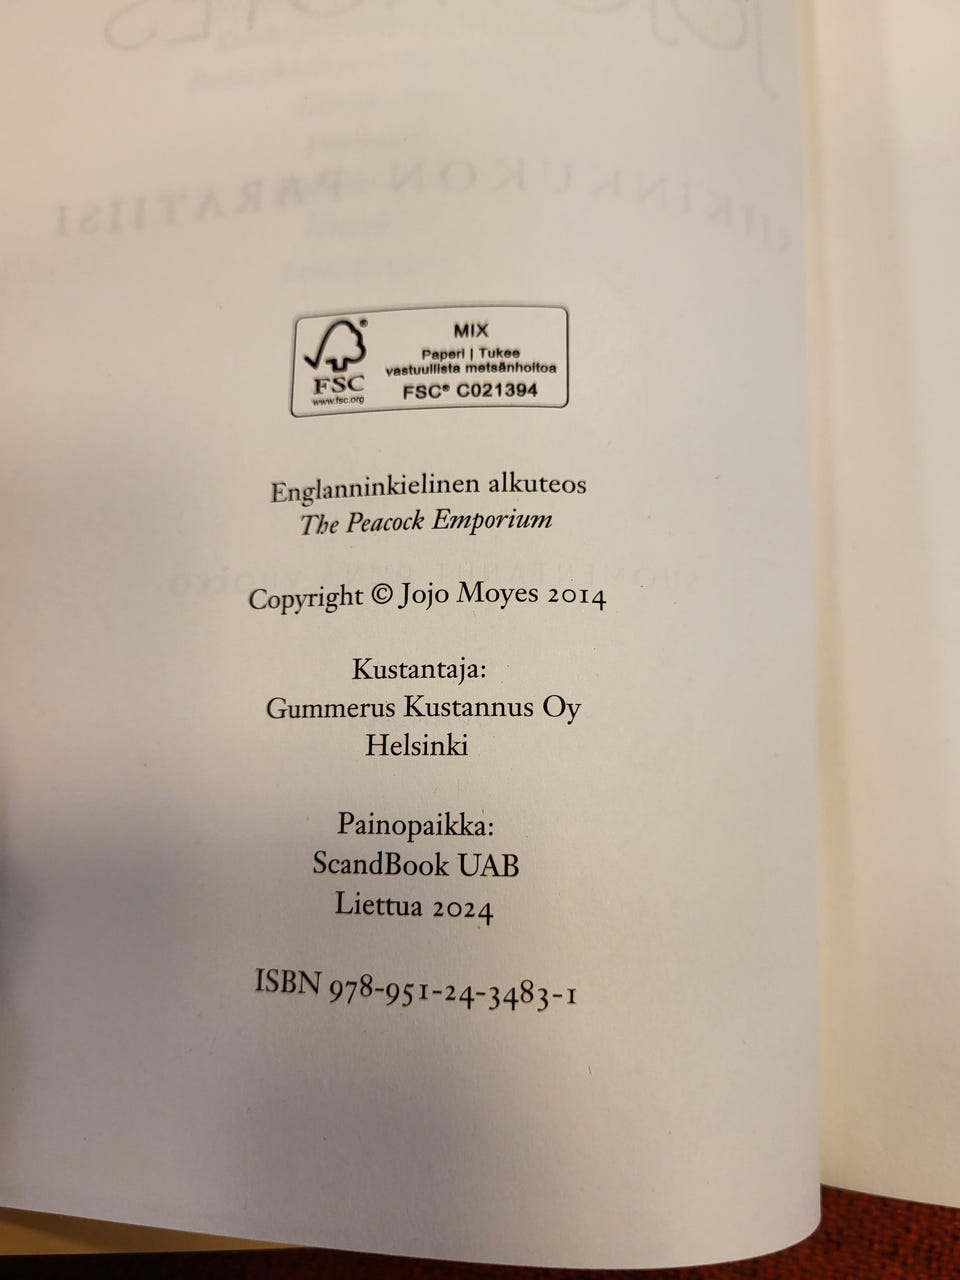 MIX
Paperi | Tukee
vastuullista metsänhoitoa
FSC® C021394
FSC
www.fsc.org
Englanninkielinen alkuteos
The Peacock Emporium
Copyright © Jojo Moyes 2014
Kustantaja:
Gummerus Kustannus Oy
Helsinki
Painopaikka:
ScandBook UAB
Liettua 2024
ISBN 978-951-24-3483-1